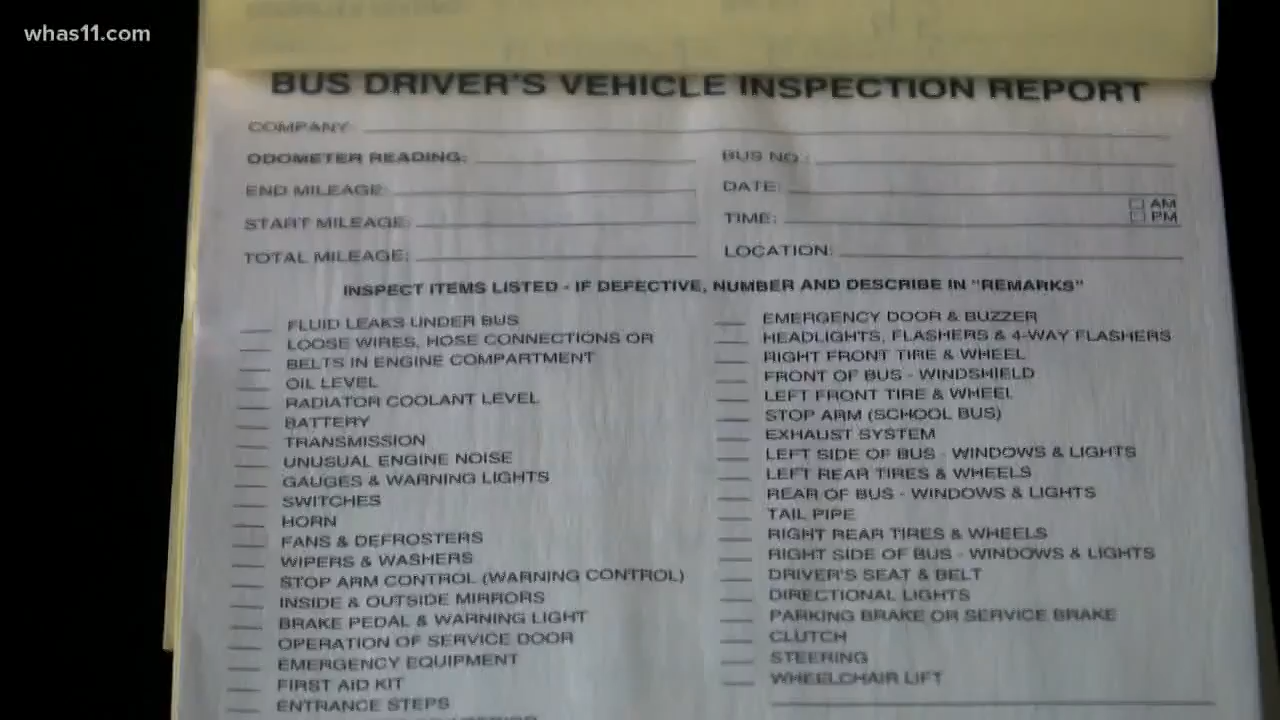 whas11.com
BUS DRIVER'S VEHICLE INSPECTION REPORT
COMPANY:
ODOMETER READING:
END MILEAGE:
START MILEAGE:
TOTAL MILEAGE:
BUS NO.:
DATE:
TIME:
AM
PM
LOCATION:
INSPECT ITEMS LISTED - IF DEFECTIVE, NUMBER AND DESCRIBE IN "REMARKS"
FLUID LEAKS UNDER BUS
LOOSE WIRES, HOSE CONNECTIONS OR
BELTS IN ENGINE COMPARTMENT
OIL LEVEL
RADIATOR COOLANT LEVEL
BATTERY
TRANSMISSION
UNUSUAL ENGINE NOISE
GAUGES & WARNING LIGHTS
SWITCHES
HORN
FANS & DEFROSTERS
WIPERS & WASHERS
STOP ARM CONTROL (WARNING CONTROL)
INSIDE & OUTSIDE MIRRORS
BRAKE PEDAL & WARNING LIGHT
OPERATION OF SERVICE DOOR
EMERGENCY EQUIPMENT
FIRST AID KIT
ENTRANCE STEPS
EMERGENCY DOOR & BUZZER
HEADLIGHTS, FLASHERS & 4-WAY FLASHERS
RIGHT FRONT TIRE & WHEEL
FRONT OF BUS - WINDSHIELD
LEFT FRONT TIRE & WHEEL
STOP ARM (SCHOOL BUS)
EXHAUST SYSTEM
LEFT SIDE OF BUS - WINDOWS & LIGHTS
LEFT REAR TIRES & WHEELS
REAR OF BUS - WINDOWS & LIGHTS
TAIL PIPE
RIGHT REAR TIRES & WHEELS
RIGHT SIDE OF BUS - WINDOWS & LIGHTS
DRIVER'S SEAT & BELT
DIRECTIONAL LIGHTS
PARKING BRAKE OR SERVICE BRAKE
CLUTCH
STEERING
WHEELCHAIR LIFT